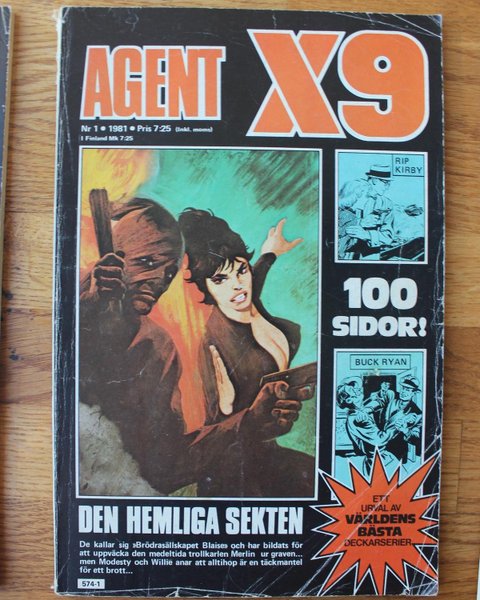 AGENT X9
Nr 1 • 1981 • Pris 7:25 (Inkl. moms)
I Finland Mk 7:25
RIP
KIRBY
100
SIDOR!
BUCK RYAN
ETT
URVAL AV
VÄRLDENS
BÄSTA
DECKARSERIER
DEN HEMLIGA SEKTEN
De kallar sig »Brödrasällskapet Blaise» och har bildats för
att uppväcka den medeltida trollkarlen Merlin ur graven...
men Modesty och Willie anar att alltihop är en täckmantel
för ett brott...
574-1